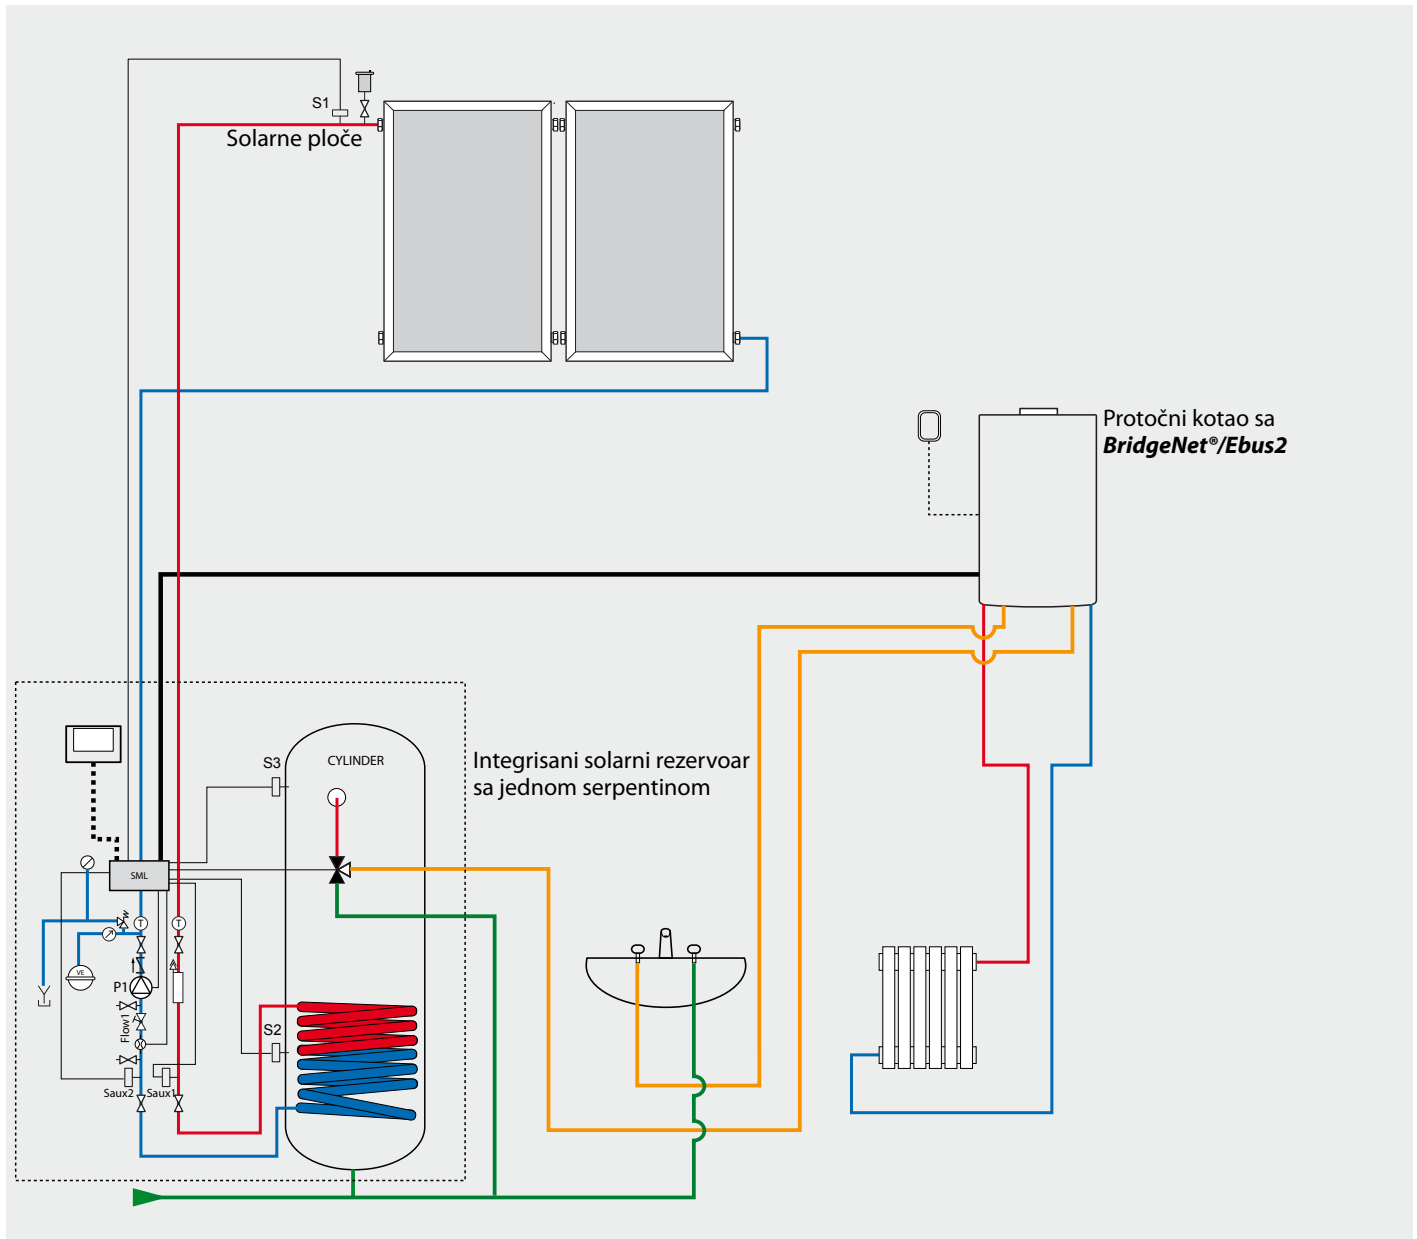 S1
Solarne ploče
Protočni kotao sa
BridgeNet®/Ebus2
S3
CYLINDER
Integrisani solarni rezervoar
sa jednom serpentinom
SML
w
T
T
VE
P1
Flow1
S2
Saux2
Saux1